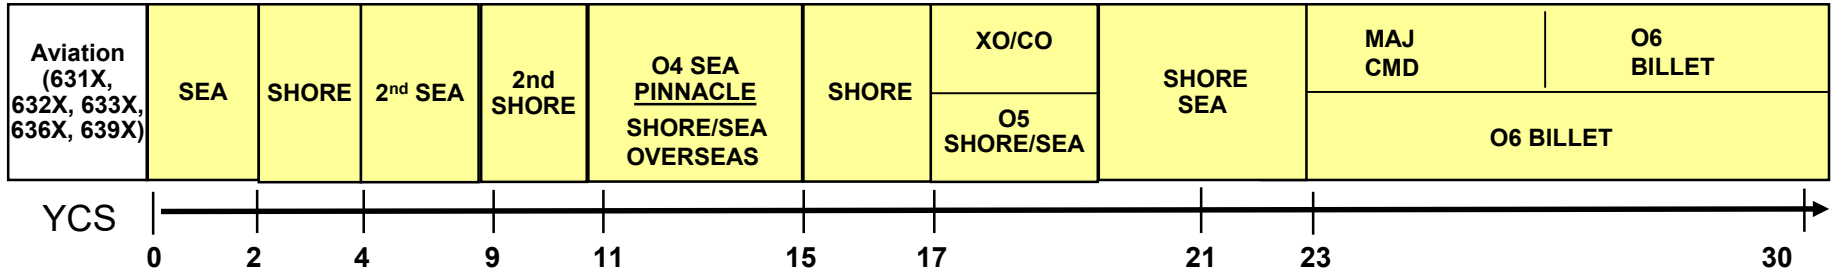 Aviation
(631X,
632X, 633X,
636X, 639X)
SEA
SHORE
2nd SEA
2nd
SHORE
O4 SEA
PINNACLE
SHORE/SEA
OVERSEAS
SHORE
XO/CO
O5
SHORE/SEA
SHORE
SEA
MAJ
CMD
O6
BILLET
O6 BILLET
YCS
0 2 4 9 11 15 17 21 23 30